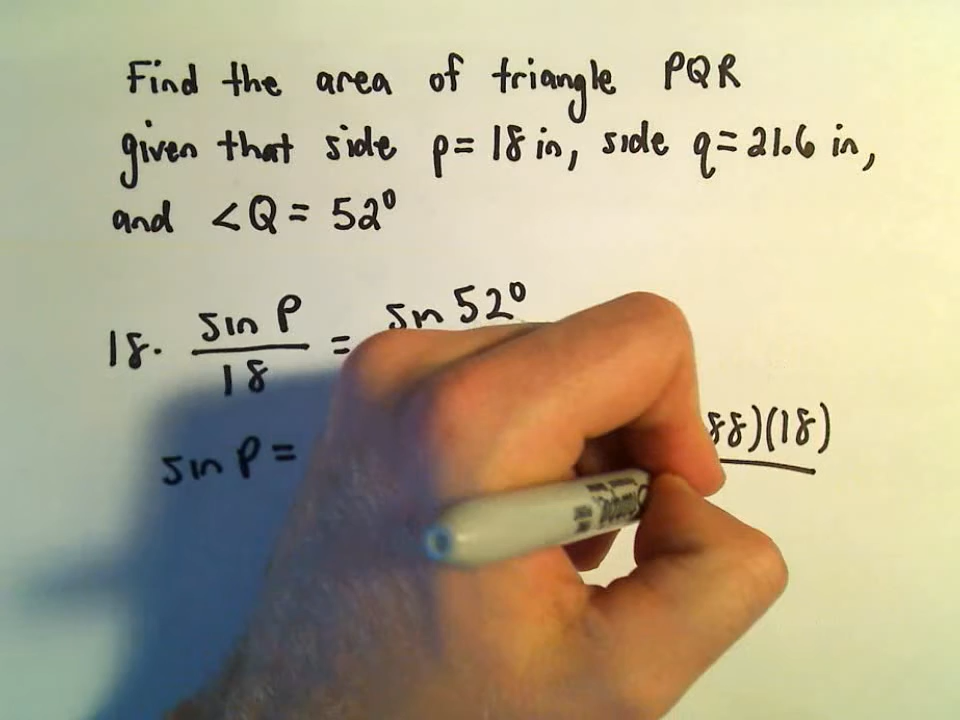 Find the area of triangle PQR
given that side p = 18 in, side q = 21.6 in,
and <Q = 52°
18 · sin P / 18 = sin 52°
sin P = 88)(18)